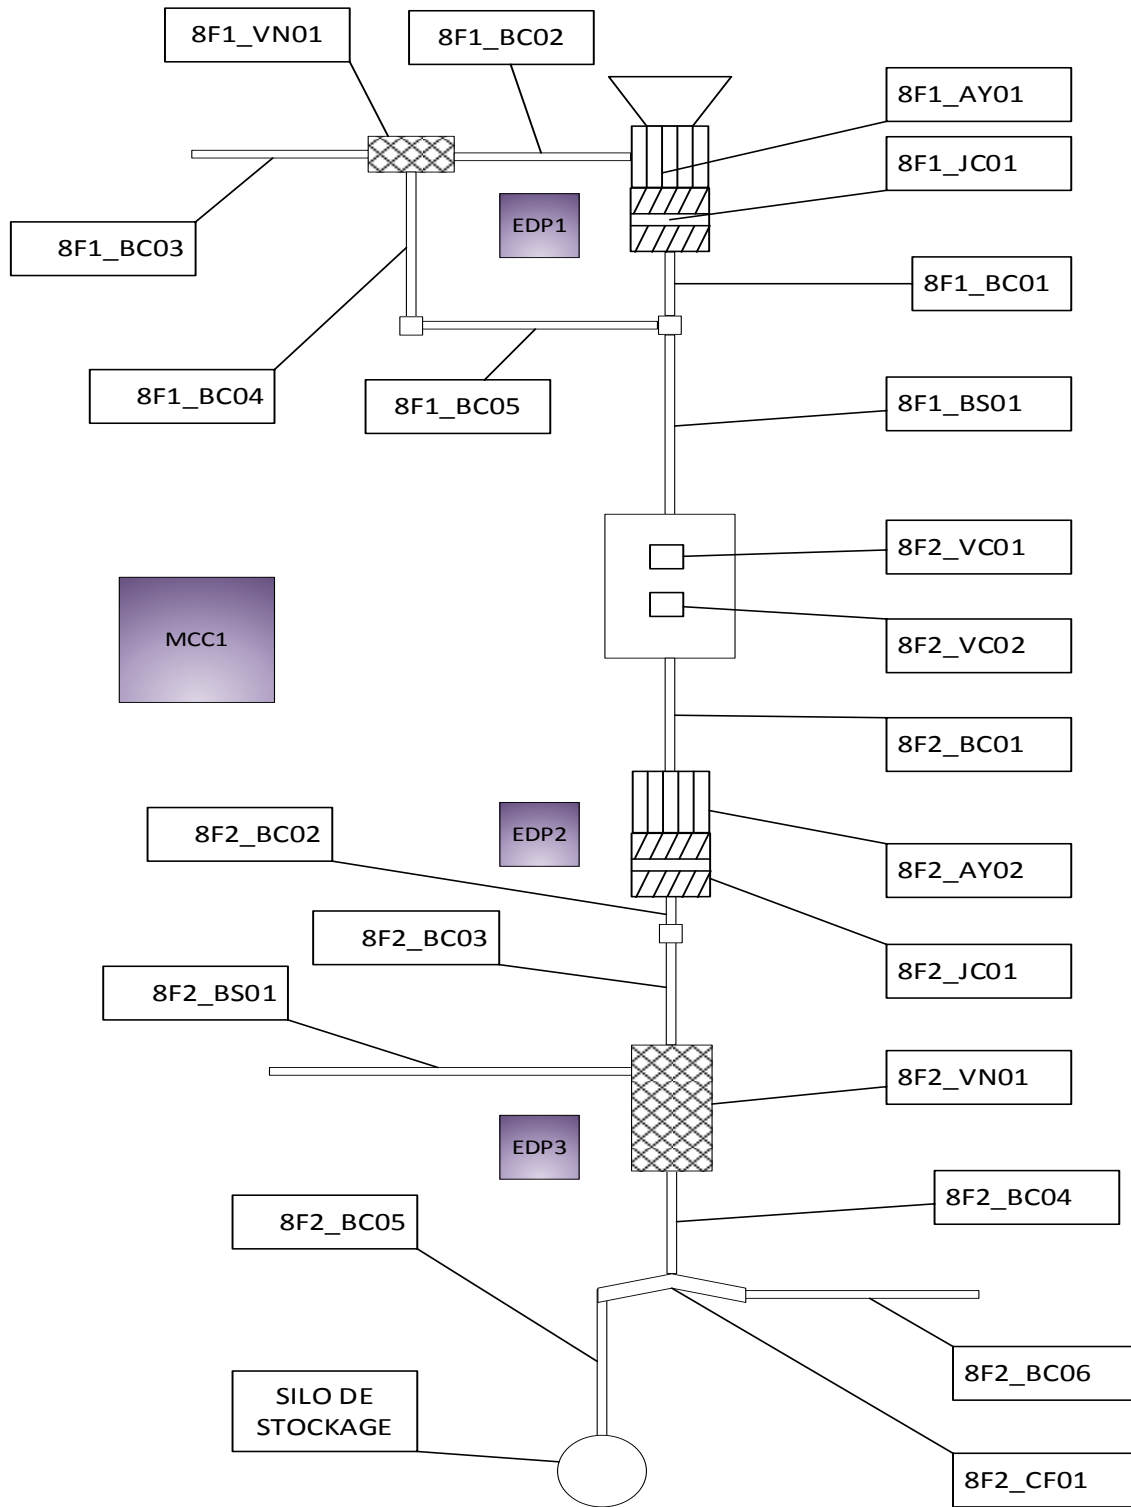 8F1_VN01
8F1_BC02
8F1_AY01
8F1_JC01
EDP1
8F1_BC03
8F1_BC01
8F1_BC04
8F1_BC05
8F1_BS01
8F2_VC01
MCC1
8F2_VC02
8F2_BC01
8F2_BC02
EDP2
8F2_AY02
8F2_BC03
8F2_JC01
8F2_BS01
8F2_VN01
EDP3
8F2_BC04
8F2_BC05
8F2_BC06
SILO DE
STOCKAGE
8F2_CF01